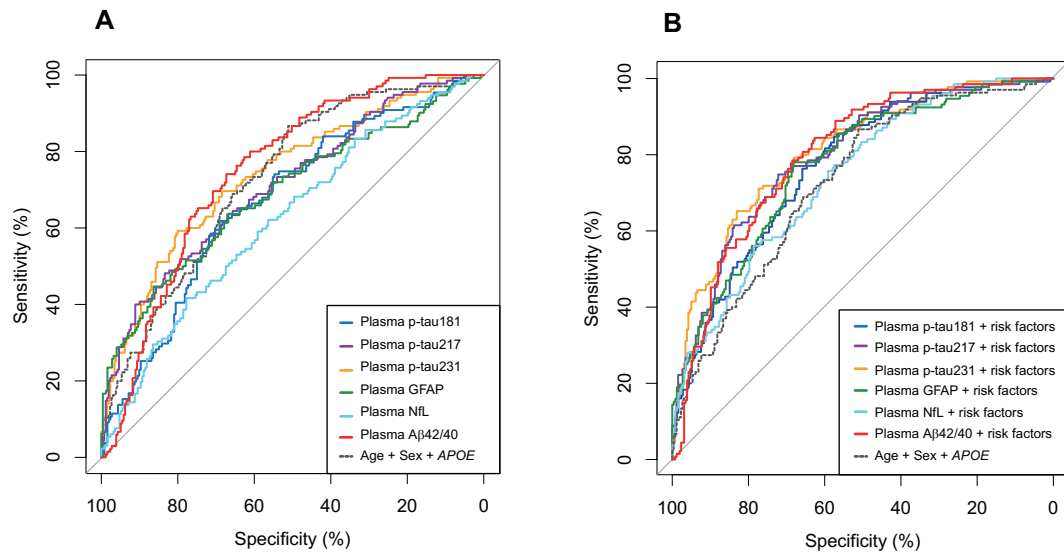 A
Sensitivity (%)
100
80
60
40
20
0
Plasma p-tau181
Plasma p-tau217
Plasma p-tau231
Plasma GFAP
Plasma NfL
Plasma Aβ42/40
Age + Sex + APOE
100
80
60
40
20
0
Specificity (%)
B
Sensitivity (%)
100
80
60
40
20
0
Plasma p-tau181 + risk factors
Plasma p-tau217 + risk factors
Plasma p-tau231 + risk factors
Plasma GFAP + risk factors
Plasma NfL + risk factors
Plasma Aβ42/40 + risk factors
Age + Sex + APOE
100
80
60
40
20
0
Specificity (%)